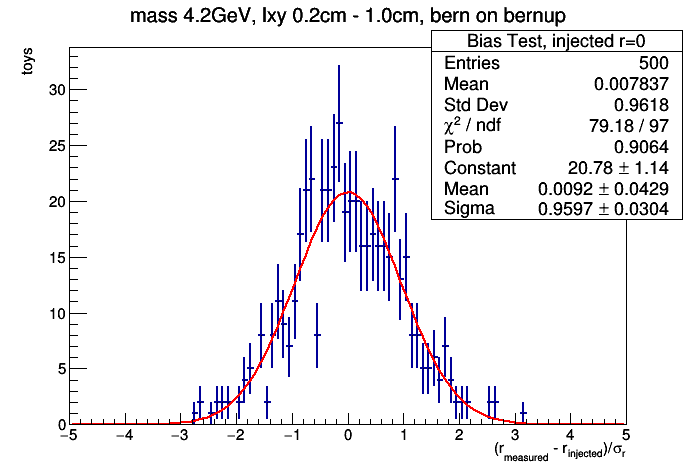 mass 4.2GeV, lxy 0.2cm - 1.0cm, bern on bernup
Bias Test, injected r=0
Entries 500
Mean 0.007837
Std Dev 0.9618
χ² / ndf 79.18 / 97
Prob 0.9064
Constant 20.78 ± 1.14
Mean 0.0092 ± 0.0429
Sigma 0.9597 ± 0.0304
toys
30
25
20
15
10
5
0
−5 −4 −3 −2 −1 0 1 2 3 4 5
(r_measured - r_injected)/σ_r